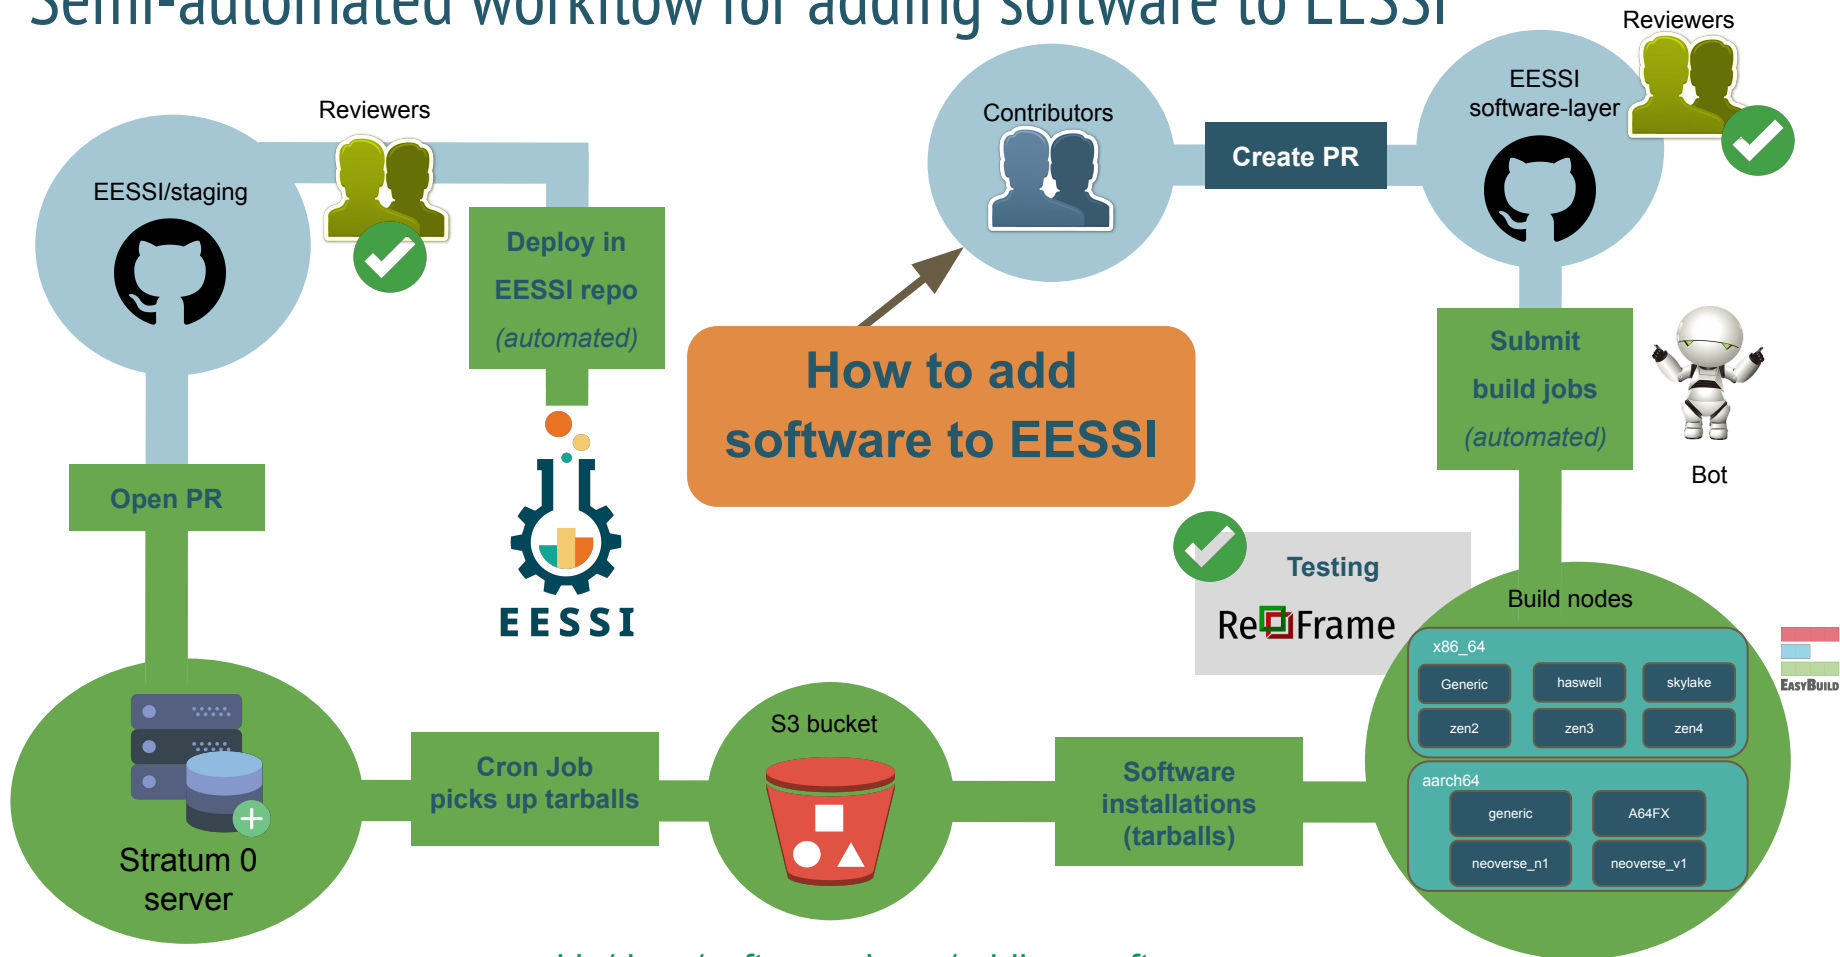 Semi-automated workflow for adding software to EESSI
Reviewers
EESSI/staging
Deploy in
EESSI repo
(automated)
EESSI
Open PR
Stratum 0
server
Cron Job
picks up tarballs
S3 bucket
Software
installations
(tarballs)
How to add
software to EESSI
Contributors
Create PR
EESSI
software-layer
Reviewers
Submit
build jobs
(automated)
Bot
Testing
ReFrame
Build nodes
x86_64
Generic
haswell
skylake
zen2
zen3
zen4
aarch64
generic
A64FX
neoverse_n1
neoverse_v1
EASYBUILD